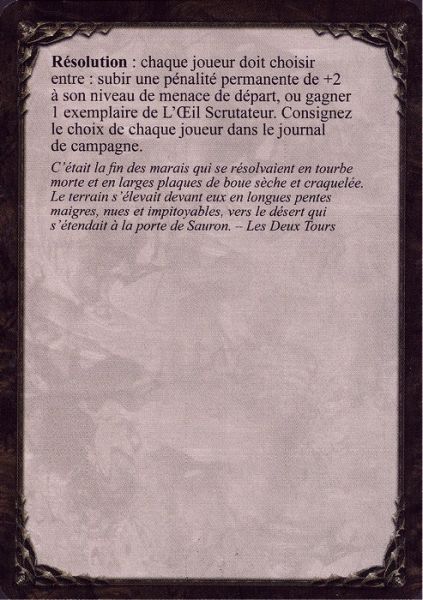 Résolution : chaque joueur doit choisir
entre : subir une pénalité permanente de +2
à son niveau de menace de départ, ou gagner
1 exemplaire de L’Œil Scrutateur. Consignez
le choix de chaque joueur dans le journal
de campagne.
C’était la fin des marais qui se résolvaient en tourbe
morte et en larges plaques de boue sèche et craquelée.
Le terrain s’élevait devant eux en longues pentes
maigres, nues et impitoyables, vers le désert qui
s’étendait à la porte de Sauron. – Les Deux Tours